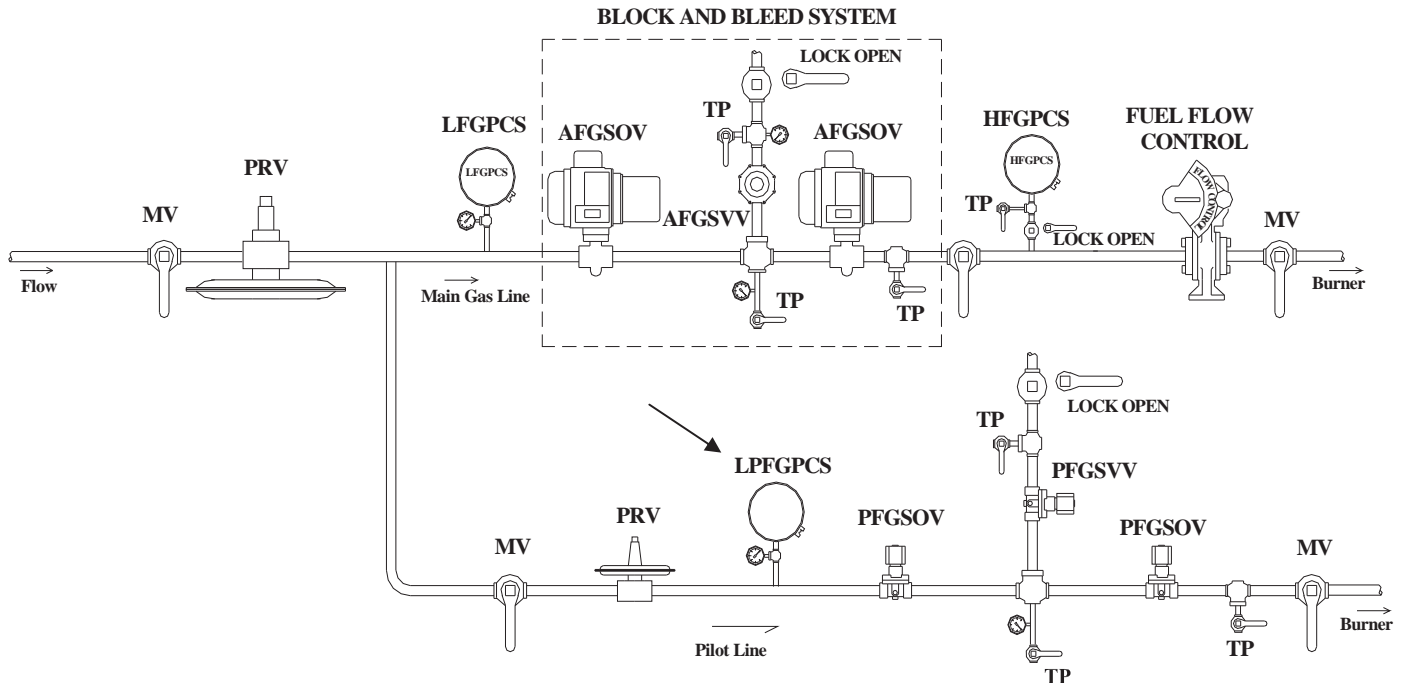 BLOCK AND BLEED SYSTEM
LOCK OPEN
TP
LFGPCS
AFGSOV
AFGSOV
HFGPCS
FUEL FLOW
CONTROL
PRV
LFGPCS
HFGPCS
FLOW CONTROL
MV
AFGSVV
TP
MV
LOCK OPEN
Flow
Main Gas Line
TP
TP
Burner
LOCK OPEN
TP
LPFGPCS
PFGSVV
PRV
PFGSOV
PFGSOV
MV
MV
Burner
Pilot Line
TP
TP